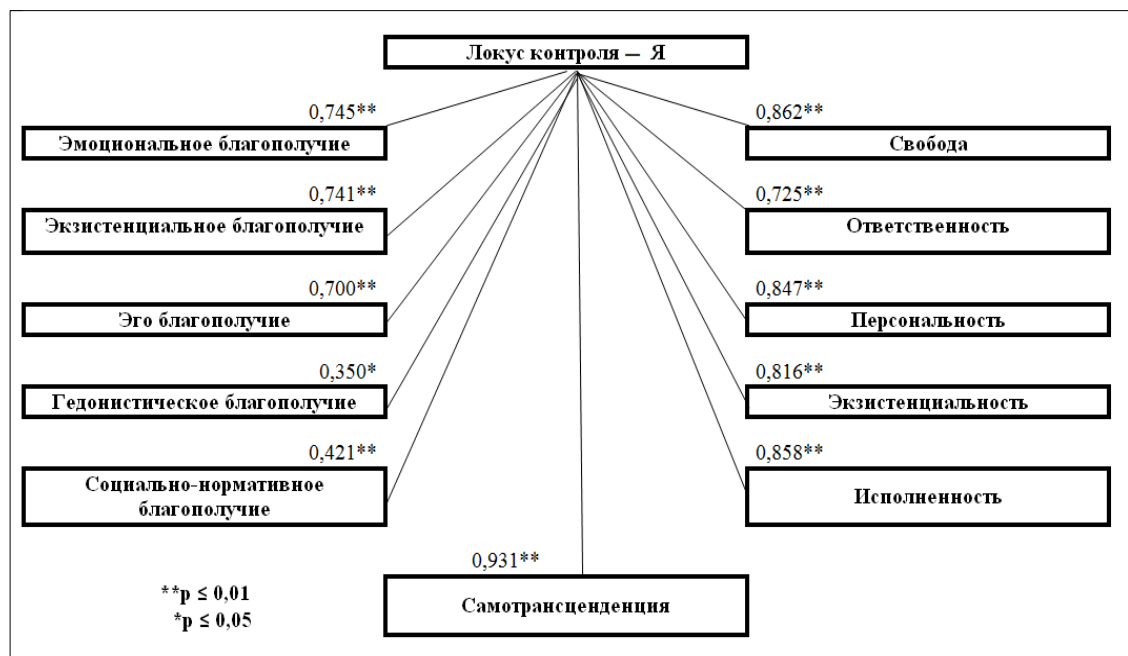 Локус контроля — Я
0,745**
Эмоциональное благополучие
0,741**
Экзистенциальное благополучие
0,700**
Эго благополучие
0,350*
Гедонистическое благополучие
0,421**
Социально-нормативное
благополучие
0,862**
Свобода
0,725**
Ответственность
0,847**
Персональность
0,816**
Экзистенциальность
0,858**
Исполненность
0,931**
Самотрансценденция
**p ≤ 0,01
*p ≤ 0,05